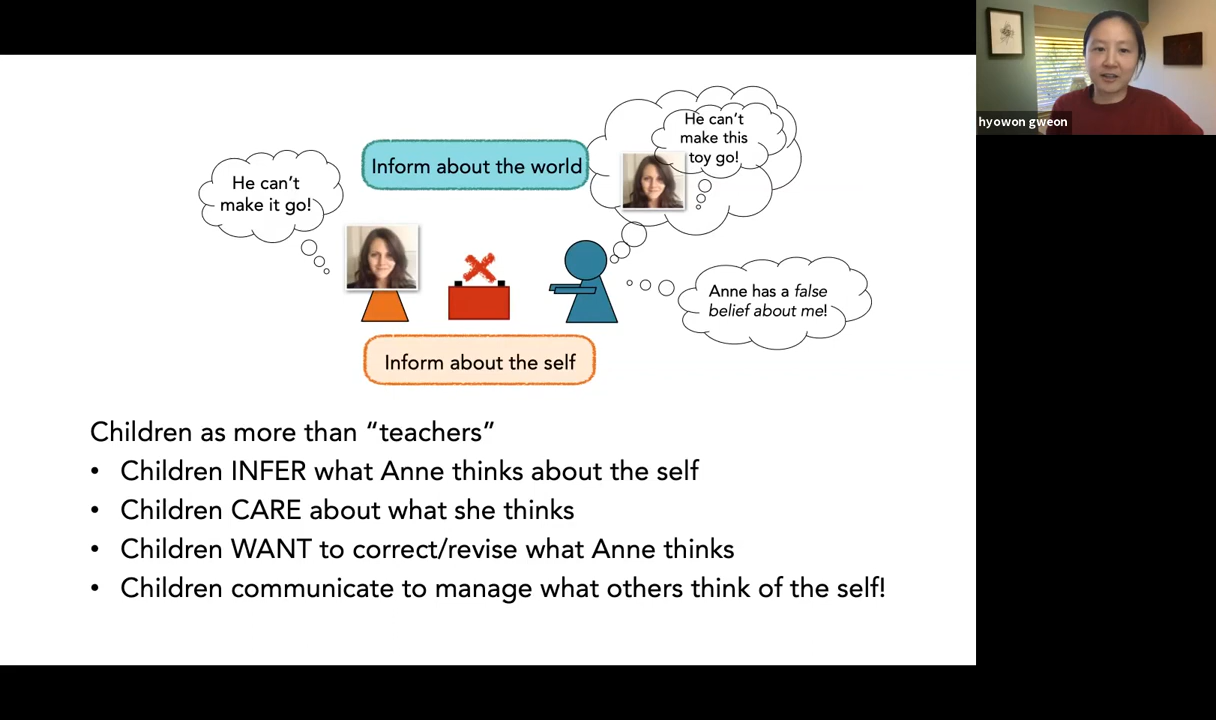 hyowon gweon
He can't
make this
toy go!
Inform about the world
He can't
make it go!
Anne has a false
belief about me!
Inform about the self
Children as more than “teachers”
• Children INFER what Anne thinks about the self
• Children CARE about what she thinks
• Children WANT to correct/revise what Anne thinks
• Children communicate to manage what others think of the self!